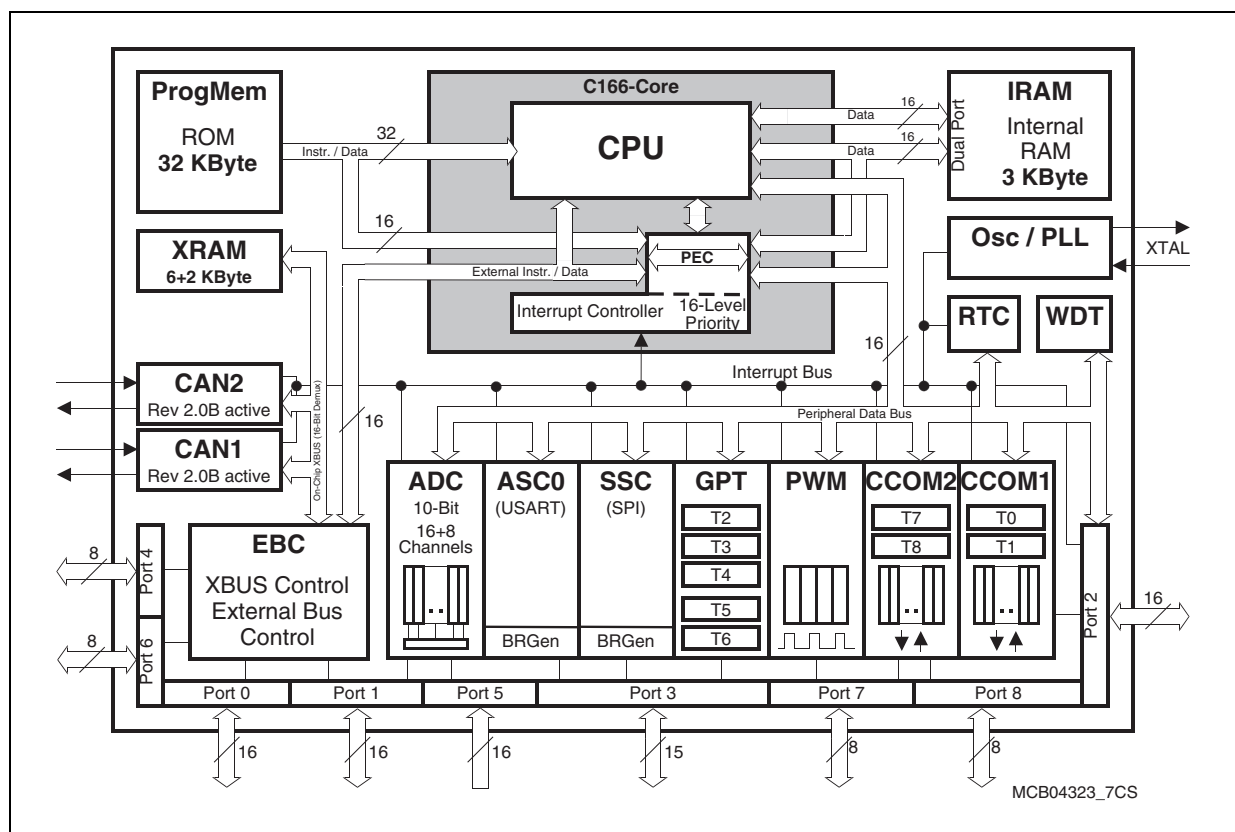 ProgMem
ROM
32 KByte
C166-Core
CPU
32
Instr. / Data
16
Data
16
Data
Dual Port
IRAM
Internal
RAM
3 KByte
16
XRAM
6+2 KByte
External Instr. / Data
PEC
Interrupt Controller
16-Level
Priority
Osc / PLL
XTAL
RTC
WDT
16
Interrupt Bus
Peripheral Data Bus
CAN2
Rev 2.0B active
CAN1
Rev 2.0B active
On-Chip XBUS (16-Bit Demux)
16
EBC
XBUS Control
External Bus
Control
ADC
10-Bit
16+8
Channels
ASC0
(USART)
BRGen
SSC
(SPI)
BRGen
GPT
T2
T3
T4
T5
T6
PWM
CCOM2
T7
T8
CCOM1
T0
T1
8
Port 4
8
Port 6
Port 2
16
Port 0
Port 1
Port 5
Port 3
Port 7
Port 8
16
16
16
15
8
8
MCB04323_7CS